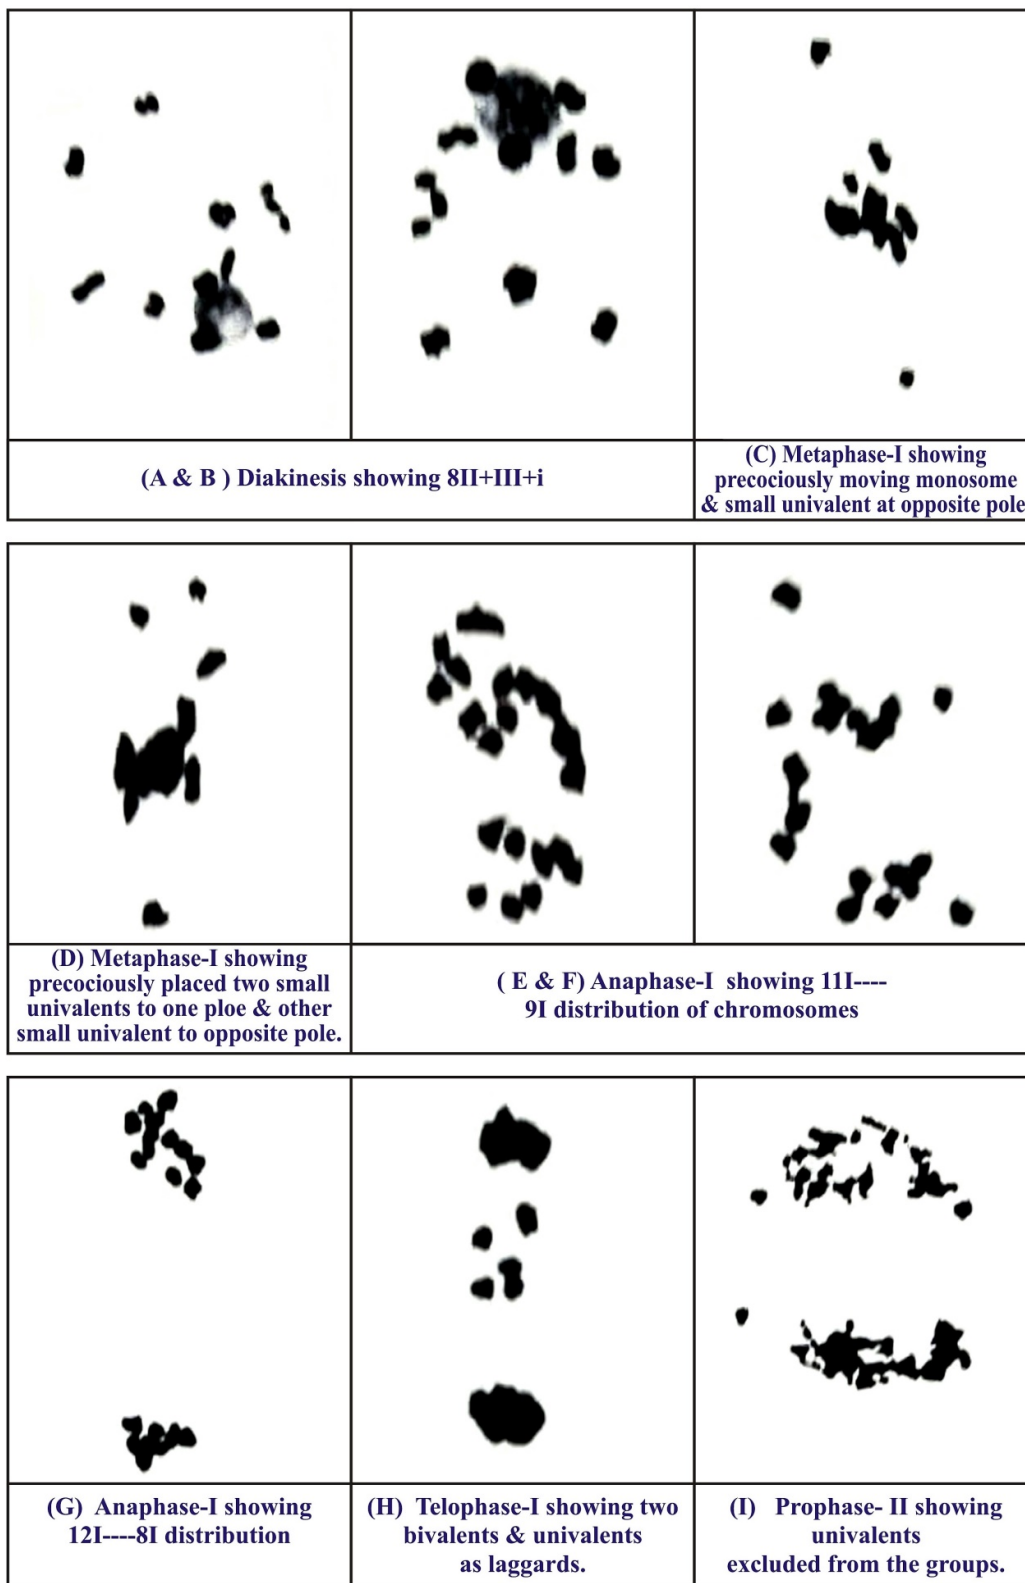 (A & B ) Diakinesis showing 8II+III+i
(C) Metaphase-I showing
precociously moving monosome
& small univalent at opposite pole
(D) Metaphase-I showing
precociously placed two small
univalents to one ploe & other
small univalent to opposite pole.
( E & F) Anaphase-I showing 11I----
9I distribution of chromosomes
(G) Anaphase-I showing
12I----8I distribution
(H) Telophase-I showing two
bivalents & univalents
as laggards.
(I) Prophase- II showing
univalents
excluded from the groups.